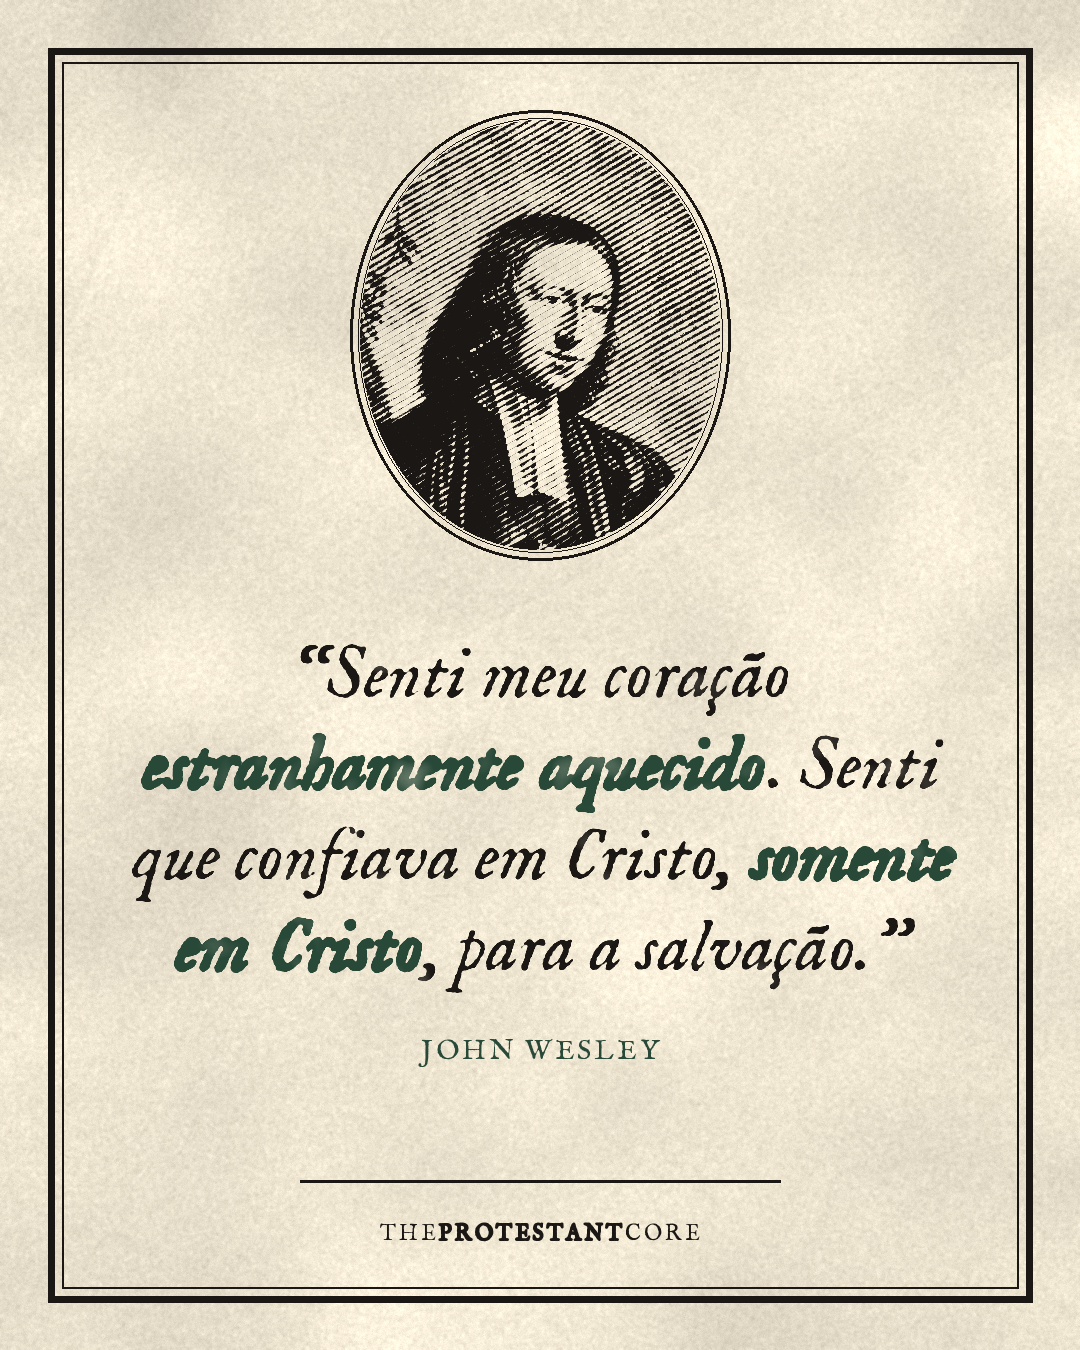 “Senti meu coração
estranhamente aquecido. Senti
que confiava em Cristo, somente
em Cristo, para a salvação.”
JOHN WESLEY
THEPROTESTANTCORE